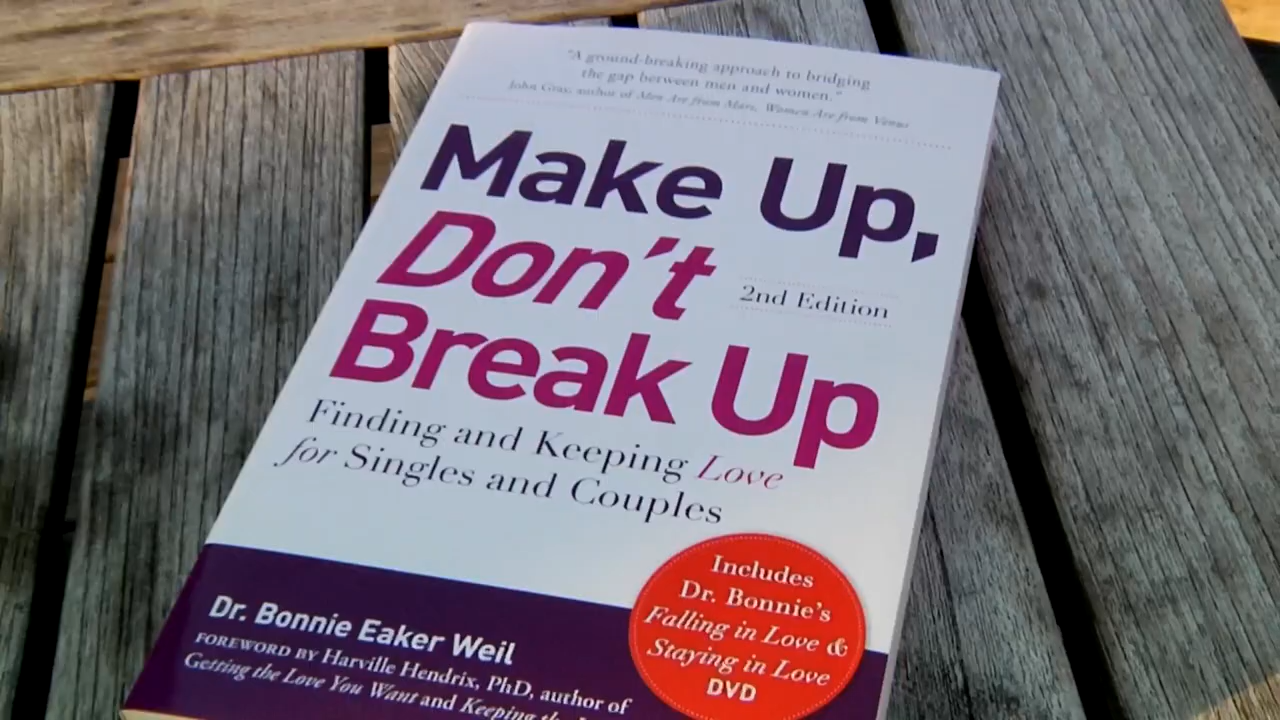 "A ground-breaking approach to bridging
the gap between men and women."
John Gray, author of Men Are from Mars, Women Are from Venus
Make Up,
Don't
2nd Edition
Break Up
Finding and Keeping Love
for Singles and Couples
Includes
Dr. Bonnie's
Falling in Love &
Staying in Love
DVD
Dr. Bonnie Eaker Weil
FOREWORD BY Harville Hendrix, PhD, author of
Getting the Love You Want and Keeping the